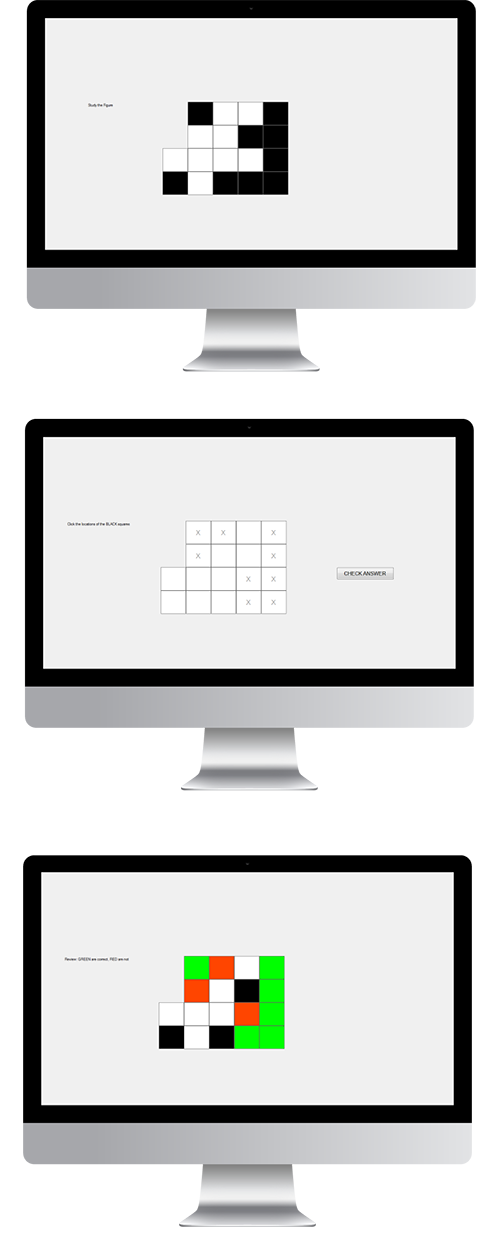 Study the Figure
Click the locations of the BLACK squares
X X X
X X
X X
X X
CHECK ANSWER
Review: GREEN are correct, RED are not